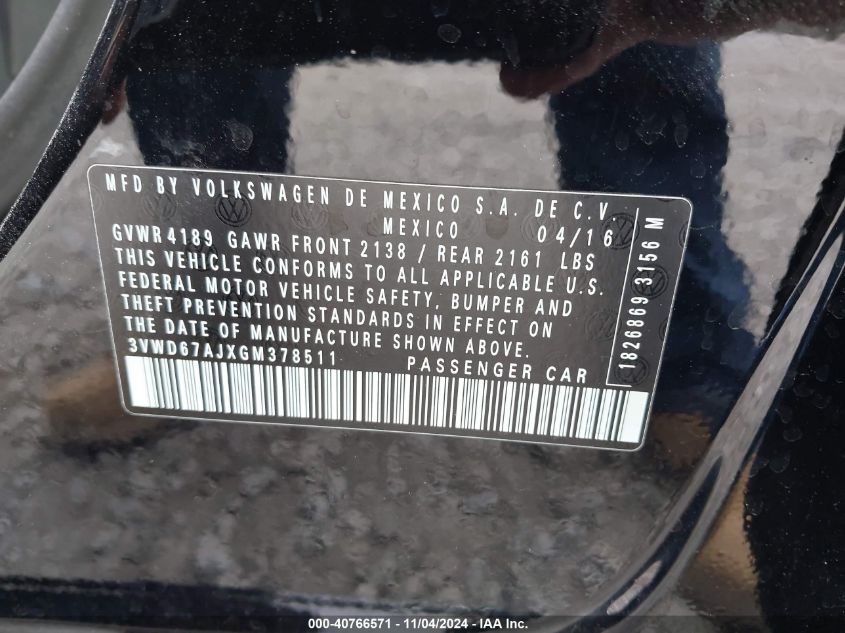 MFD BY VOLKSWAGEN DE MEXICO S.A. DE C.V.
MEXICO 04/16
GVWR 4189 GAWR FRONT 2138 / REAR 2161 LBS
THIS VEHICLE CONFORMS TO ALL APPLICABLE U.S.
FEDERAL MOTOR VEHICLE SAFETY, BUMPER AND
THEFT PREVENTION STANDARDS IN EFFECT ON
THE DATE OF MANUFACTURE SHOWN ABOVE.
3VWD67AJXGM378511 PASSENGER CAR
1826869 3156 M
000-40766571 - 11/04/2024 - IAA Inc.